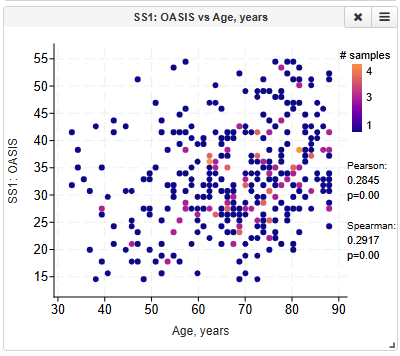 SS1: OASIS vs Age, years
# samples
4
1
55
50
45
40
35
30
25
20
15
SS1: OASIS
Pearson:
0.2845
p=0.00
Spearman:
0.2917
p=0.00
30 40 50 60 70 80 90
Age, years